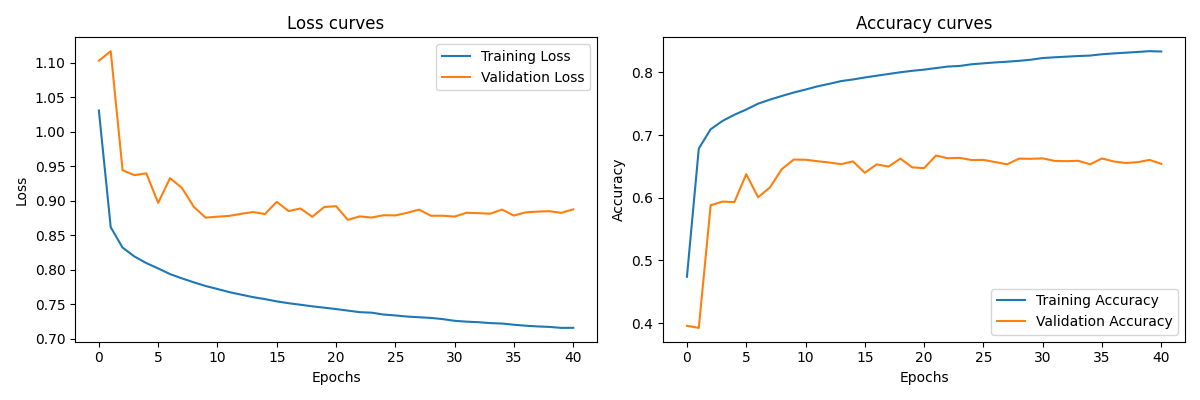 Loss curves
Training Loss
Validation Loss
1.10
1.05
1.00
0.95
0.90
0.85
0.80
0.75
0.70
Loss
0 5 10 15 20 25 30 35 40
Epochs
Accuracy curves
0.8
0.7
0.6
0.5
0.4
Accuracy
Training Accuracy
Validation Accuracy
0 5 10 15 20 25 30 35 40
Epochs